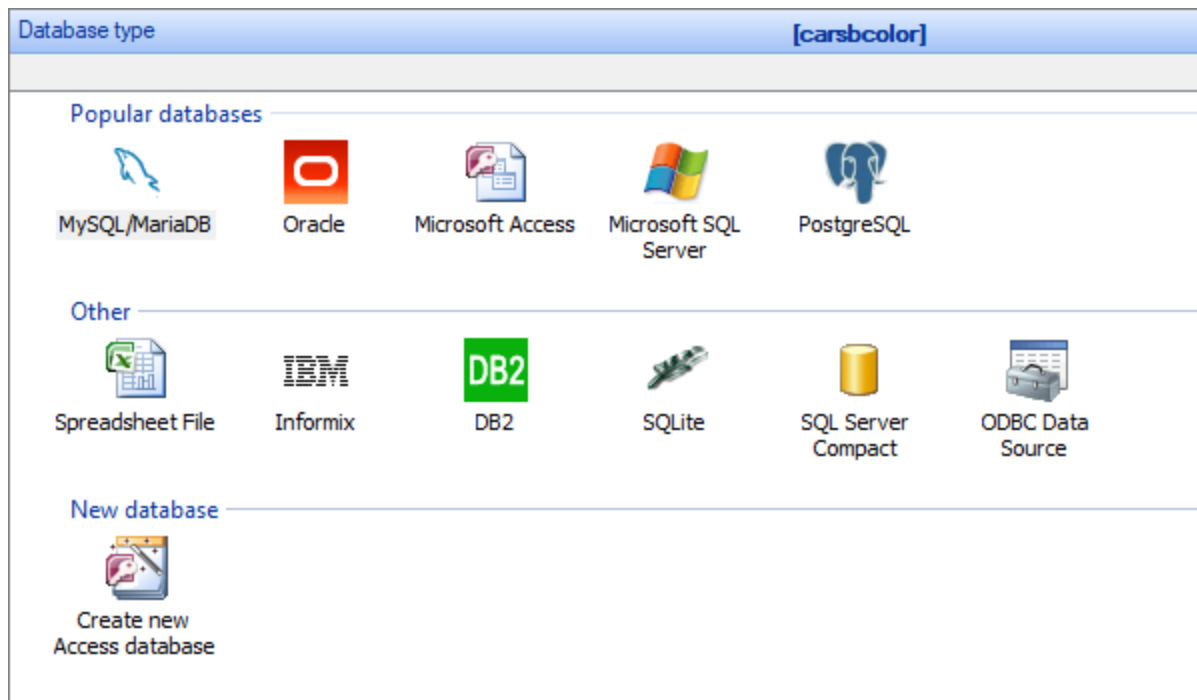 Database type [carsbcolor]
Popular databases
MySQL/MariaDB Oracle Microsoft Access Microsoft SQL PostgreSQL
Server
Other
IBM DB2
Spreadsheet File Informix DB2 SQLite SQL Server ODBC Data
Compact Source
New database
Create new
Access database